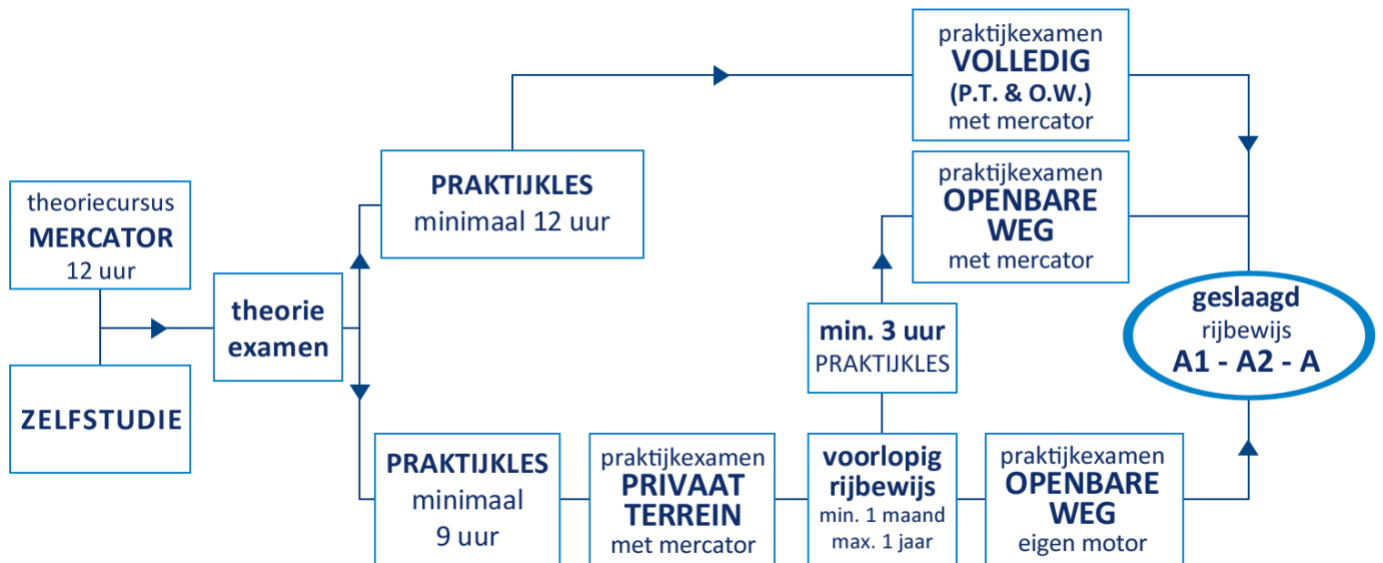 theoriecursus
MERCATOR
12 uur
ZELFSTUDIE
theorie
examen
PRAKTIJKLES
minimaal 12 uur
praktijkexamen
VOLLEDIG
(P.T. & O.W.)
met mercator
PRAKTIJKLES
minimaal
9 uur
praktijkexamen
PRIVAAT
TERREIN
met mercator
voorlopig
rijbewijs
min. 1 maand
max. 1 jaar
min. 3 uur
PRAKTIJKLES
praktijkexamen
OPENBARE
WEG
met mercator
praktijkexamen
OPENBARE
WEG
eigen motor
geslaagd
rijbewijs
A1 - A2 - A